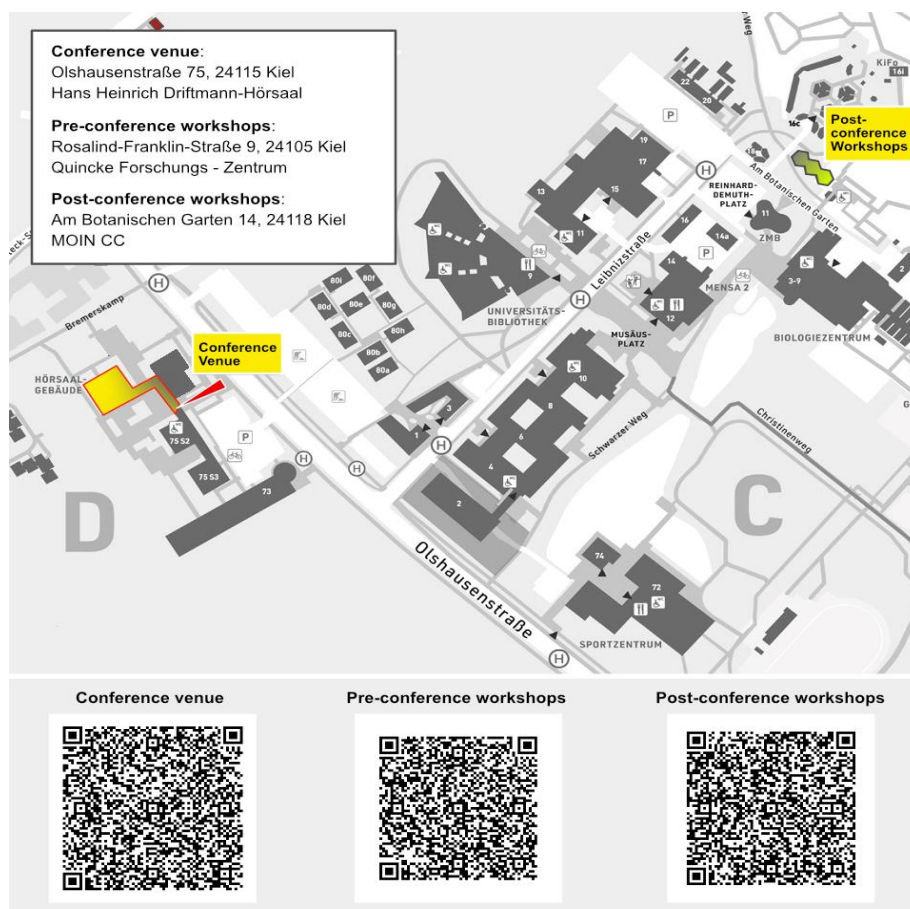 Conference venue:
Olshausenstraße 75, 24115 Kiel
Hans Heinrich Driftmann-Hörsaal
Pre-conference workshops:
Rosalind-Franklin-Straße 9, 24105 Kiel
Quincke Forschungs - Zentrum
Post-conference workshops:
Am Botanischen Garten 14, 24118 Kiel
MOIN CC
KiFo
16i
16c
Post-
conference
Workshops
22
20
P
19
17
15
13
11
H
Am Botanischen Garten
REINHARD-
DEMUTH-
PLATZ
11
ZMB
16
14a
P
14
MENSA 2
12
3-9
2
BIOLOGIEZENTRUM
Leibnizstraße
9
UNIVERSITÄTS-
BIBLIOTHEK
H
MUSÄUS-
PLATZ
H
Bremerskamp
80i
80f
80d
80e
80g
80c
80h
80b
80a
Conference
Venue
HÖRSAAL-
GEBÄUDE
75 S2
P
75 S3
H
H
73
3
1
H
10
8
6
4
2
Schwarzer Weg
Christinenweg
D
C
Olshausenstraße
74
72
SPORTZENTRUM
H
Conference venue
Pre-conference workshops
Post-conference workshops